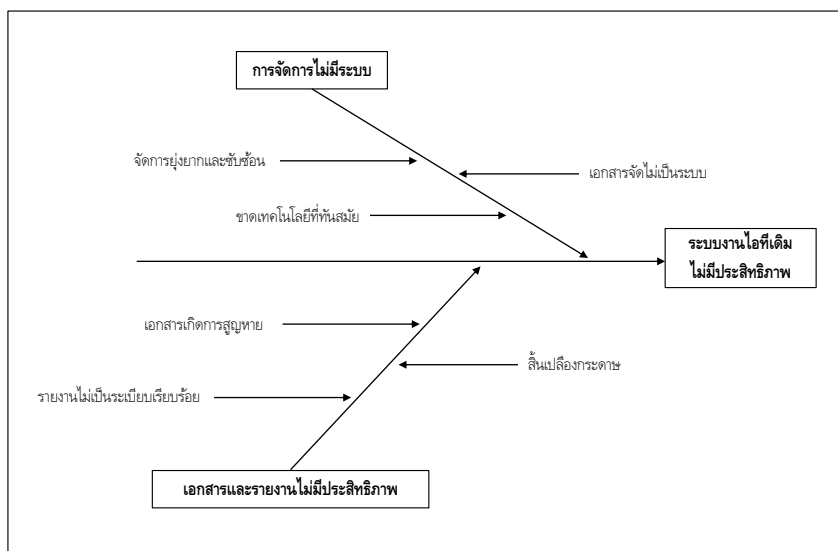 การจัดการไม่มีระบบ
จัดการยุ่งยากและซับซ้อน
เอกสารจัดไม่เป็นระบบ
ขาดเทคโนโลยีที่ทันสมัย
ระบบงานไอทีเดิม
ไม่มีประสิทธิภาพ
เอกสารเกิดการสูญหาย
สิ้นเปลืองกระดาษ
รายงานไม่เป็นระเบียบเรียบร้อย
เอกสารและรายงานไม่มีประสิทธิภาพ